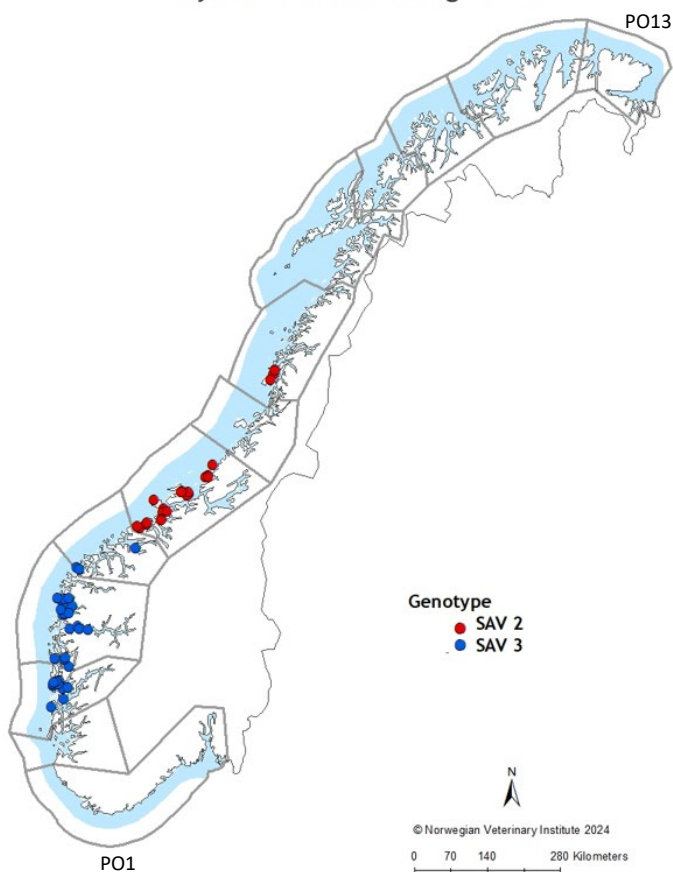 PO13
Genotype
SAV 2
SAV 3
N
© Norwegian Veterinary Institute 2024
0 70 140 280 Kilometers
PO1